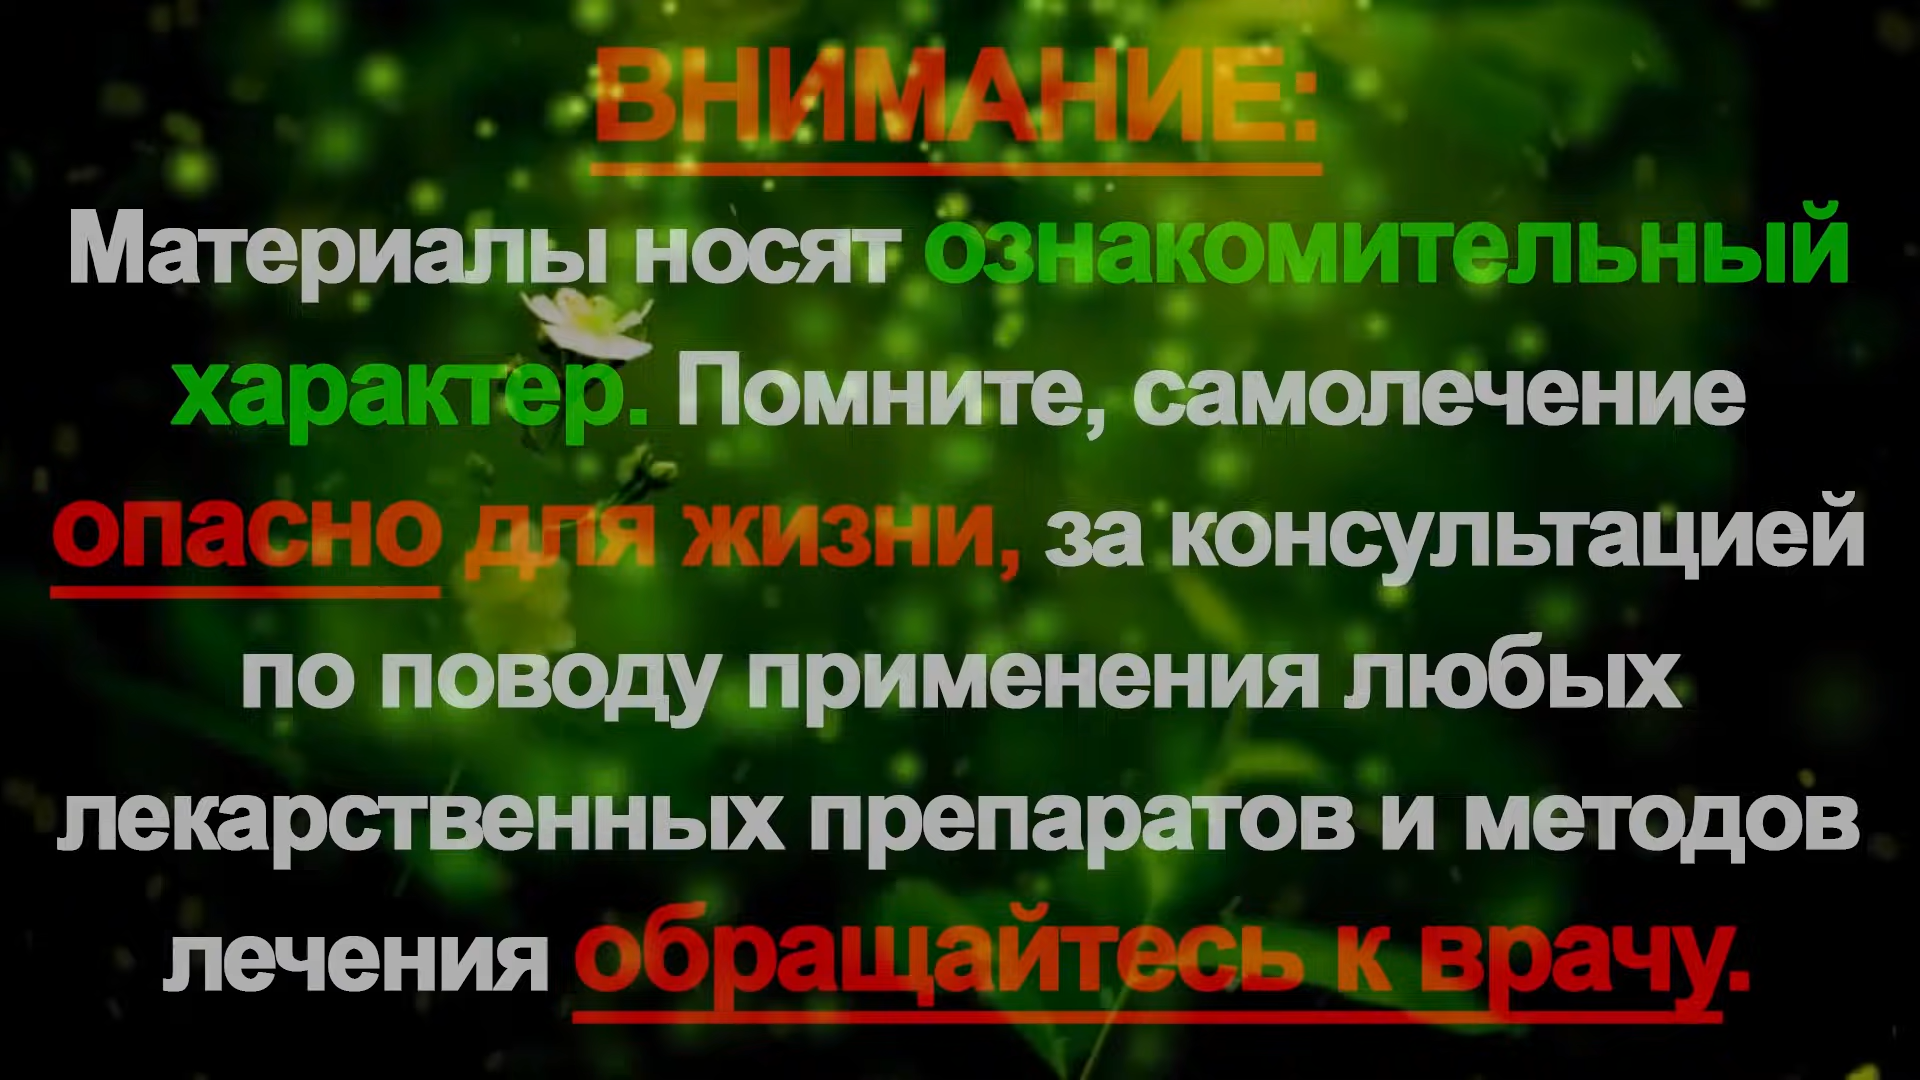 ВНИМАНИЕ:
Материалы носят ознакомительный
характер. Помните, самолечение
опасно для жизни, за консультацией
по поводу применения любых
лекарственных препаратов и методов
лечения обращайтесь к врачу.